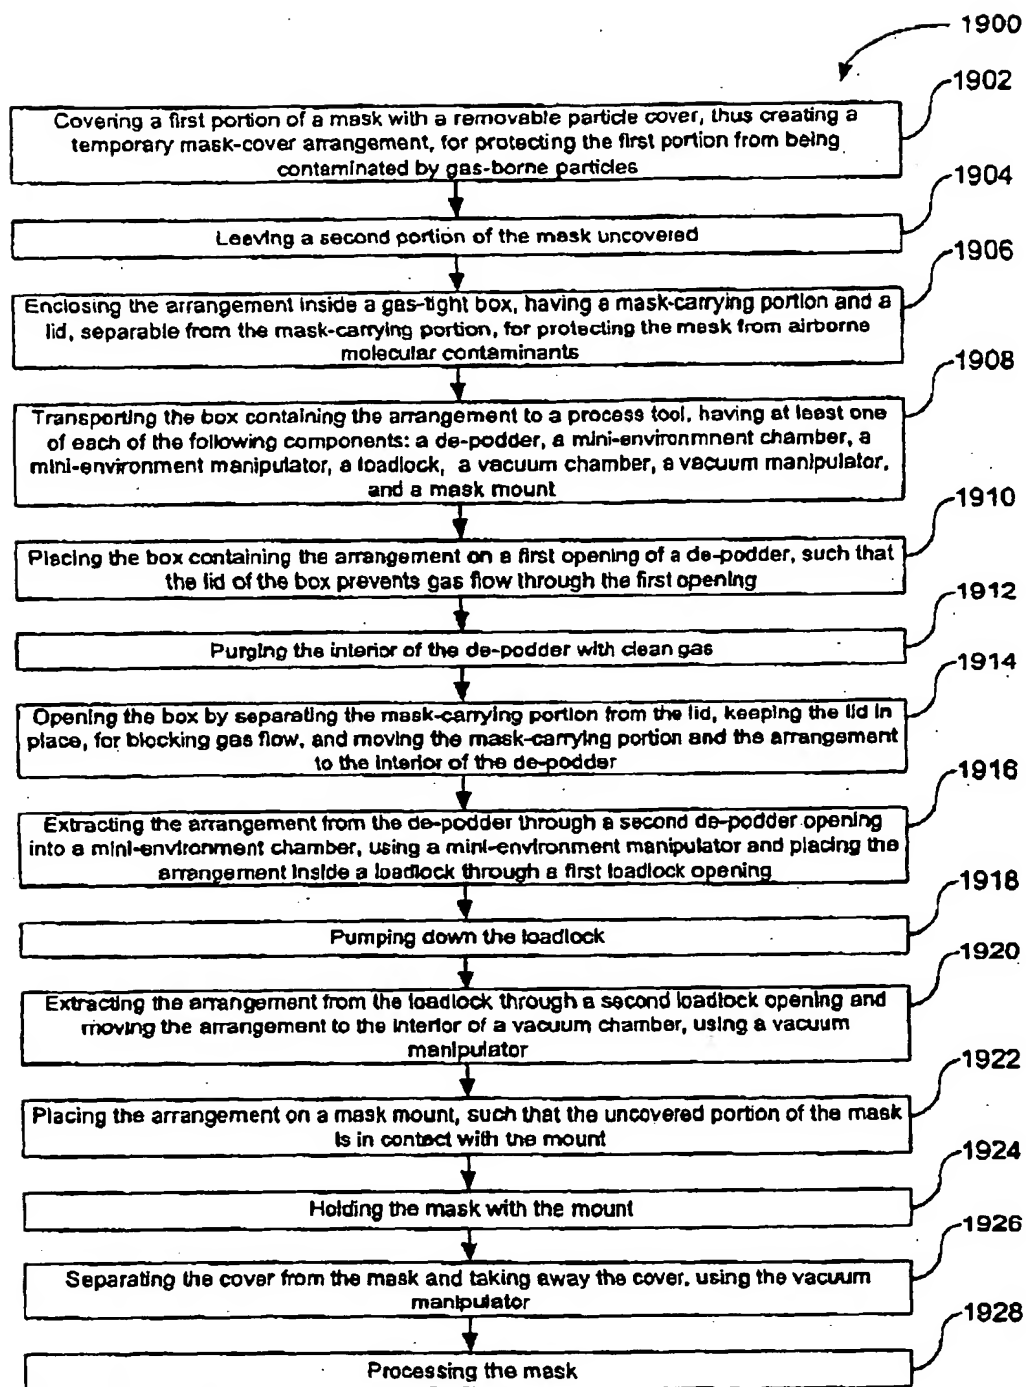 1900
1902
Covering a first portion of a mask with a removable particle cover, thus creating a
temporary mask-cover arrangement, for protecting the first portion from being
contaminated by gas-borne particles
1904
Leeving a second portion of the mask uncovered
1906
Enclosing the arrangement inside a gas-tight box, having a mask-carrying portion and a
lid, separable from the mask-carrying portion, for protecting the mask from airborne
molecular contaminants
1908
Transporting the box containing the arrangement to a process tool, having at least one
of each of the following components: a de-podder, a mini-environmnent chamber, a
mini-environment manipulator, a loadlock, a vacuum chamber, a vacuum manipulator,
and a mask mount
1910
Placing the box containing the arrangement on a first opening of a de-podder, such that
the lid of the box prevents gas flow through the first opening
1912
Purging the interior of the de-podder with clean gas
1914
Opening the box by separating the mask-carrying portion from the lid, keeping the lid in
place, for blocking gas flow, and moving the mask-carrying portion and the arrangement
to the interior of the de-podder
1916
Extracting the arrangement from the de-podder through a second de-podder opening
into a mini-environment chamber, using a mini-environment manipulator and placing the
arrangement inside a loadlock through a first loadlock opening
1918
Pumping down the loadlock
1920
Extracting the arrangement from the loadlock through a second loadlock opening and
moving the arrangement to the interior of a vacuum chamber, using a vacuum
manipulator
1922
Placing the arrangement on a mask mount, such that the uncovered portion of the mask
is in contact with the mount
1924
Holding the mask with the mount
1926
Separating the cover from the mask and taking away the cover, using the vacuum
manipulator
1928
Processing the mask